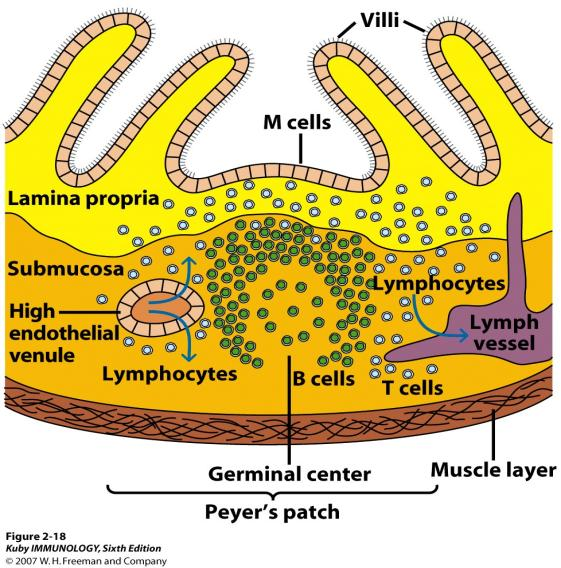 Villi
M cells
Lamina propria
Submucosa
Lymphocytes
High
endothelial
venule
Lymph
vessel
Lymphocytes
B cells
T cells
Germinal center
Muscle layer
Peyer's patch
Figure 2-18
Kuby IMMUNOLOGY, Sixth Edition
© 2007 W. H. Freeman and Company